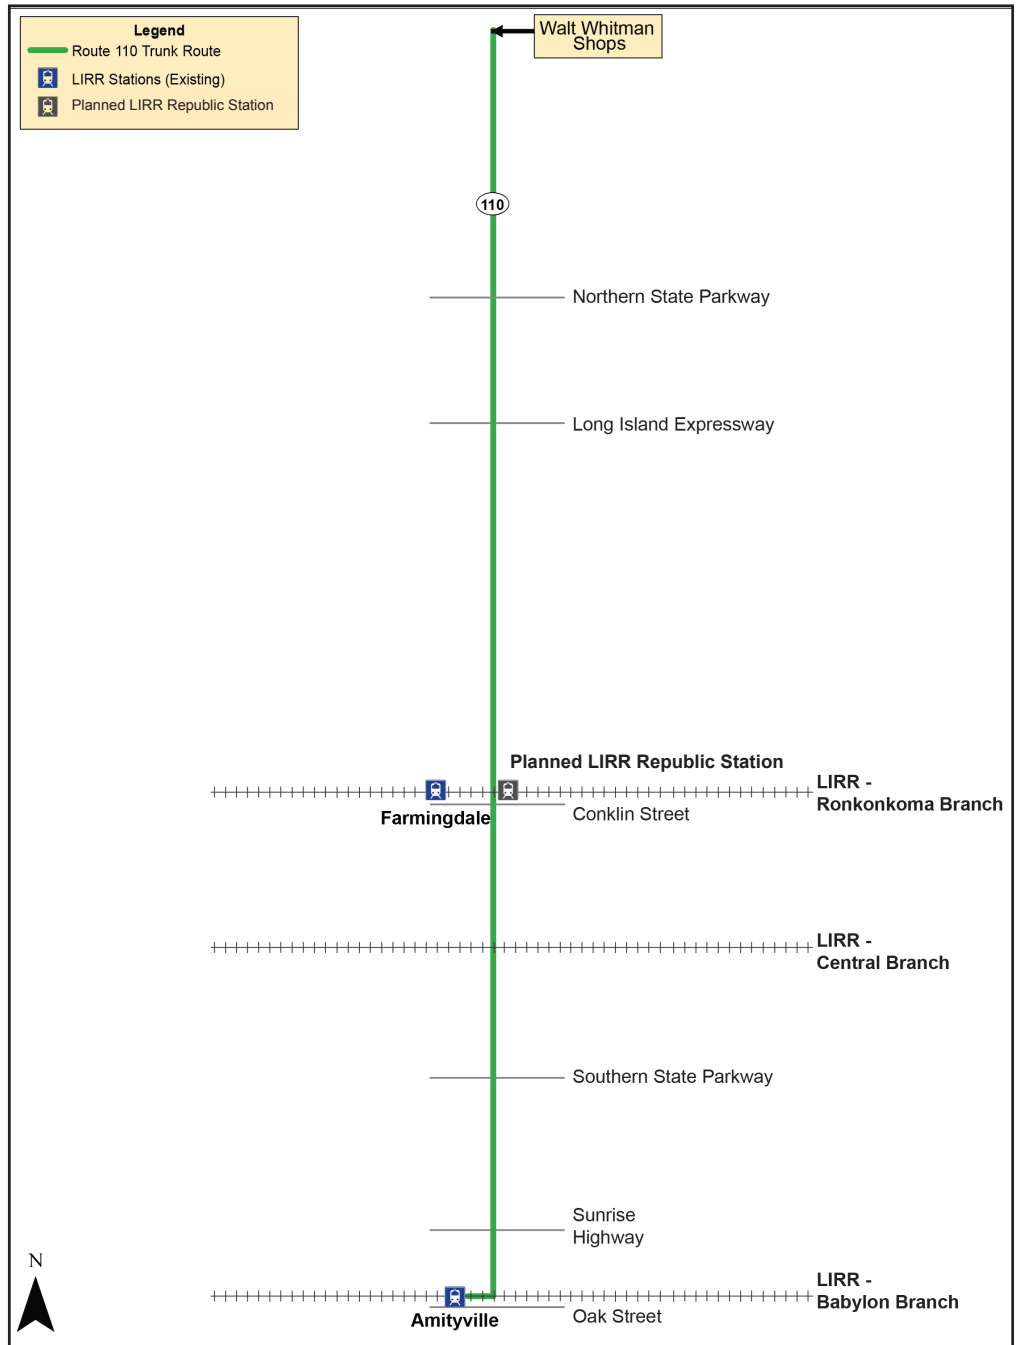 Legend
Route 110 Trunk Route
LIRR Stations (Existing)
Planned LIRR Republic Station
Walt Whitman
Shops
110
Northern State Parkway
Long Island Expressway
Planned LIRR Republic Station
LIRR -
Ronkonkoma Branch
Farmingdale
Conklin Street
LIRR -
Central Branch
Southern State Parkway
Sunrise
Highway
N
LIRR -
Babylon Branch
Amityville
Oak Street